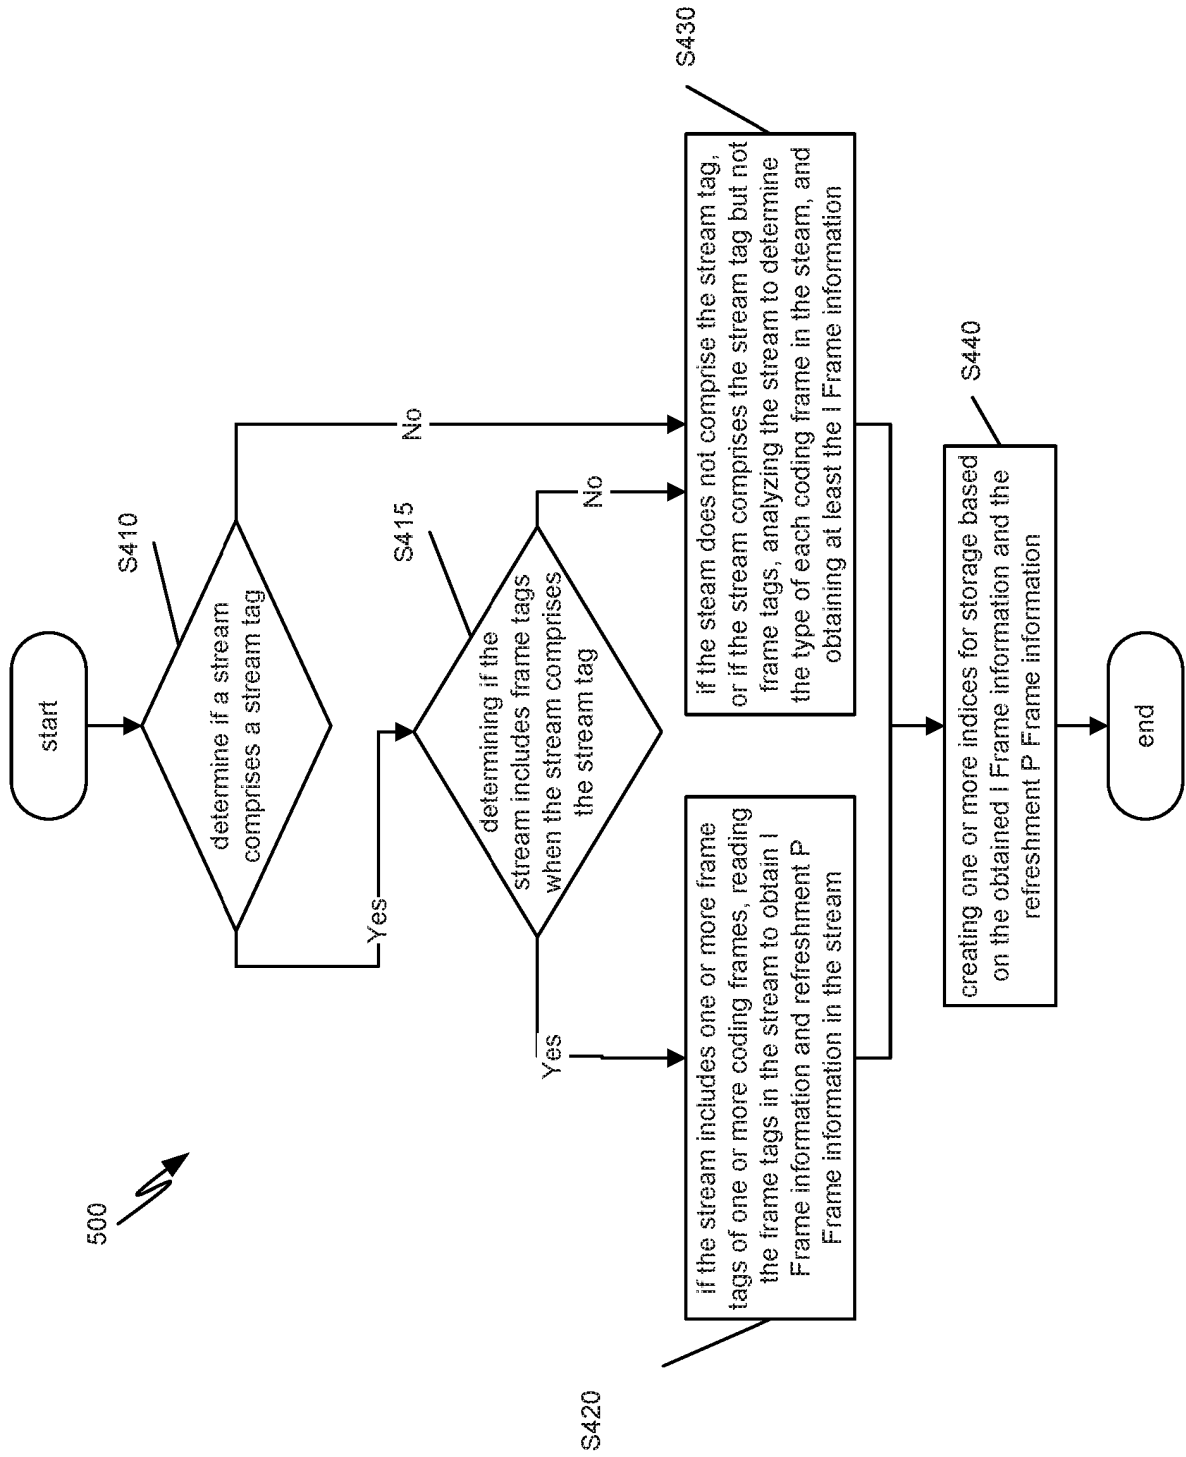 500
start
S410
determine if a stream
comprises a stream tag
No
Yes
S415
determining if the
stream includes frame tags
when the stream comprises
the stream tag
No
Yes
S420
if the stream includes one or more frame
tags of one or more coding frames, reading
the frame tags in the stream to obtain I
Frame information and refreshment P
Frame information in the stream
S430
if the steam does not comprise the stream tag,
or if the stream comprises the stream tag but not
frame tags, analyzing the stream to determine
the type of each coding frame in the steam, and
obtaining at least the I Frame information
S440
creating one or more indices for storage based
on the obtained I Frame information and the
refreshment P Frame information
end